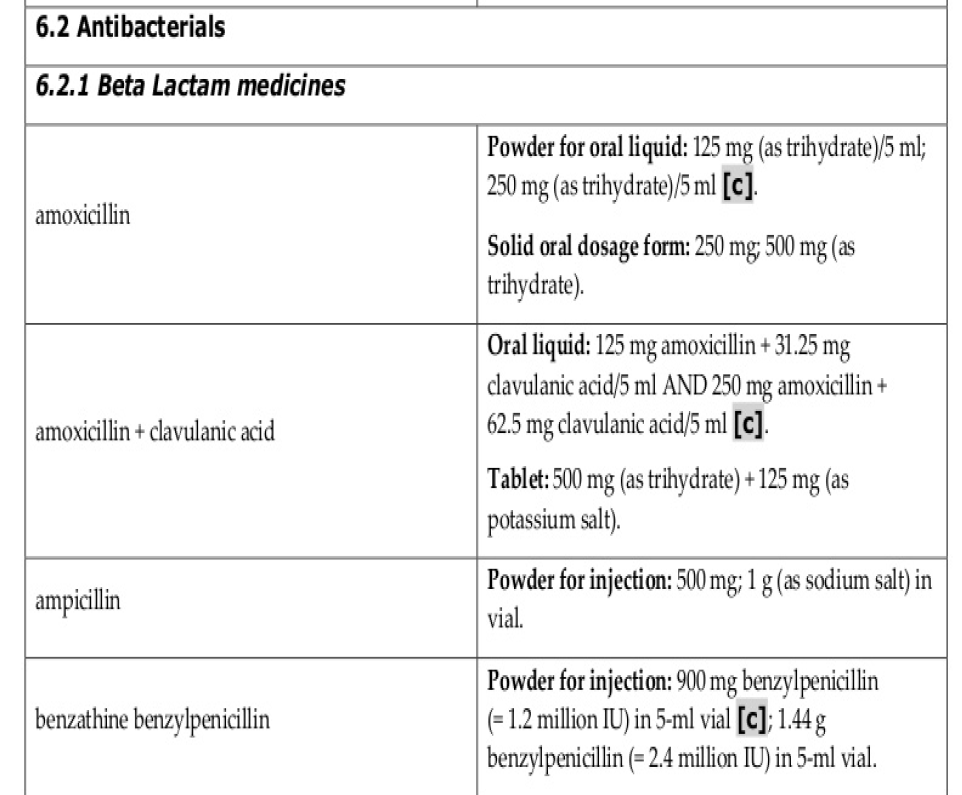 6.2 Antibacterials
6.2.1 Beta Lactam medicines
amoxicillin
Powder for oral liquid: 125 mg (as trihydrate)/5 ml;
250 mg (as trihydrate)/5 ml [c].
Solid oral dosage form: 250 mg; 500 mg (as
trihydrate).
amoxicillin + clavulanic acid
Oral liquid: 125 mg amoxicillin + 31.25 mg
clavulanic acid/5 ml AND 250 mg amoxicillin +
62.5 mg clavulanic acid/5 ml [c].
Tablet: 500 mg (as trihydrate) + 125 mg (as
potassium salt).
ampicillin
Powder for injection: 500 mg; 1 g (as sodium salt) in
vial.
benzathine benzylpenicillin
Powder for injection: 900 mg benzylpenicillin
(= 1.2 million IU) in 5-ml vial [c]; 1.44 g
benzylpenicillin (= 2.4 million IU) in 5-ml vial.